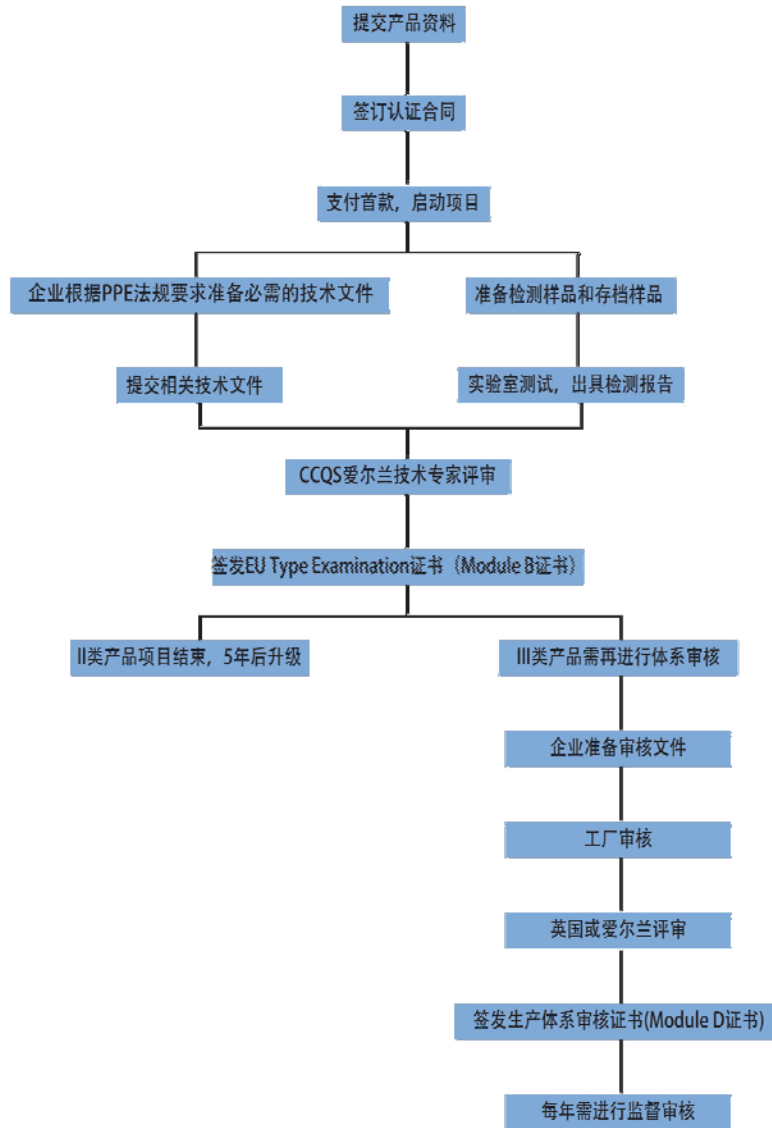 提交产品资料
签订认证合同
支付首款，启动项目
企业根据PPE法规要求准备必需的技术文件
准备检测样品和存档样品
提交相关技术文件
实验室测试，出具检测报告
CCQS爱尔兰技术专家评审
签发EU Type Examination证书（Module B证书）
II类产品项目结束，5年后升级
III类产品需再进行体系审核
企业准备审核文件
工厂审核
英国或爱尔兰评审
签发生产体系审核证书(Module D证书)
每年需进行监督审核